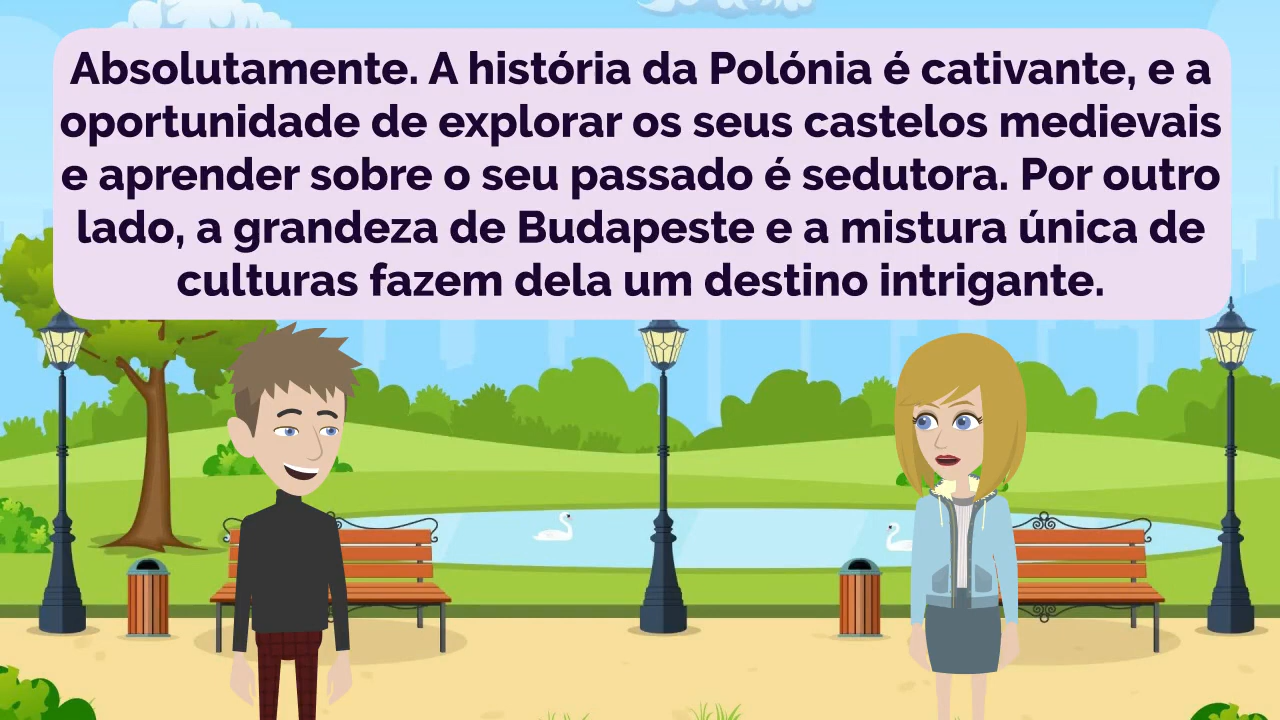 Absolutamente. A história da Polónia é cativante, e a
oportunidade de explorar os seus castelos medievais
e aprender sobre o seu passado é sedutora. Por outro
lado, a grandeza de Budapeste e a mistura única de
culturas fazem dela um destino intrigante.